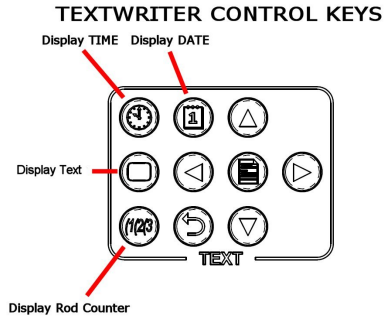 TEXTWRITER CONTROL KEYS
Display TIME Display DATE
1
Display Text
(1(2(3
TEXT
Display Rod Counter